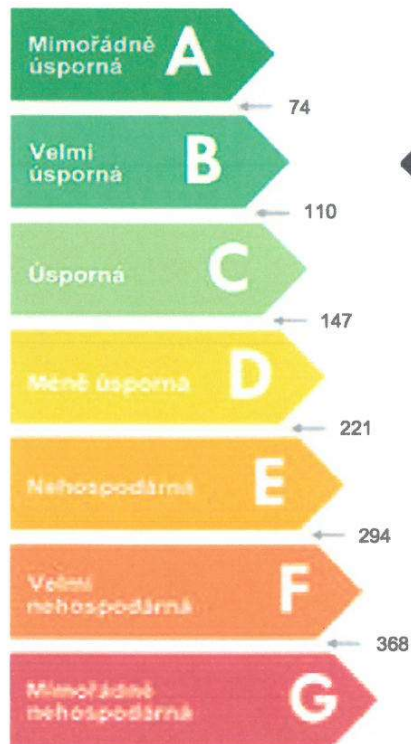 Mimořádně
úsporná
A
74
Velmi
úsporná
B
110
Úsporná
C
147
Méně úsporná
D
221
Nehospodárná
E
294
Velmi
nehospodárná
F
368
Mimořádně
nehospodárná
G